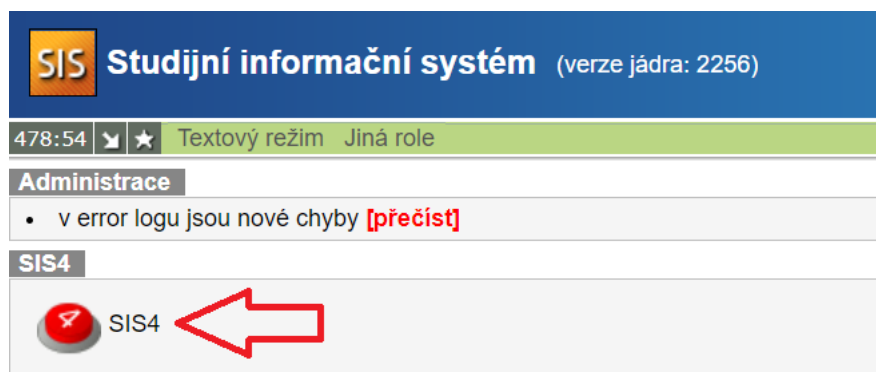 SIS Studijní informační systém (verze jádra: 2256)
478:54 Textový režim Jiná role
Administrace
• v error logu jsou nové chyby [přečíst]
SIS4
SIS4